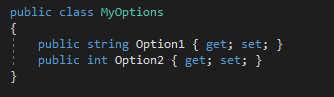 public class MyOptions
{
    public string Option1 { get; set; }
    public int Option2 { get; set; }
}